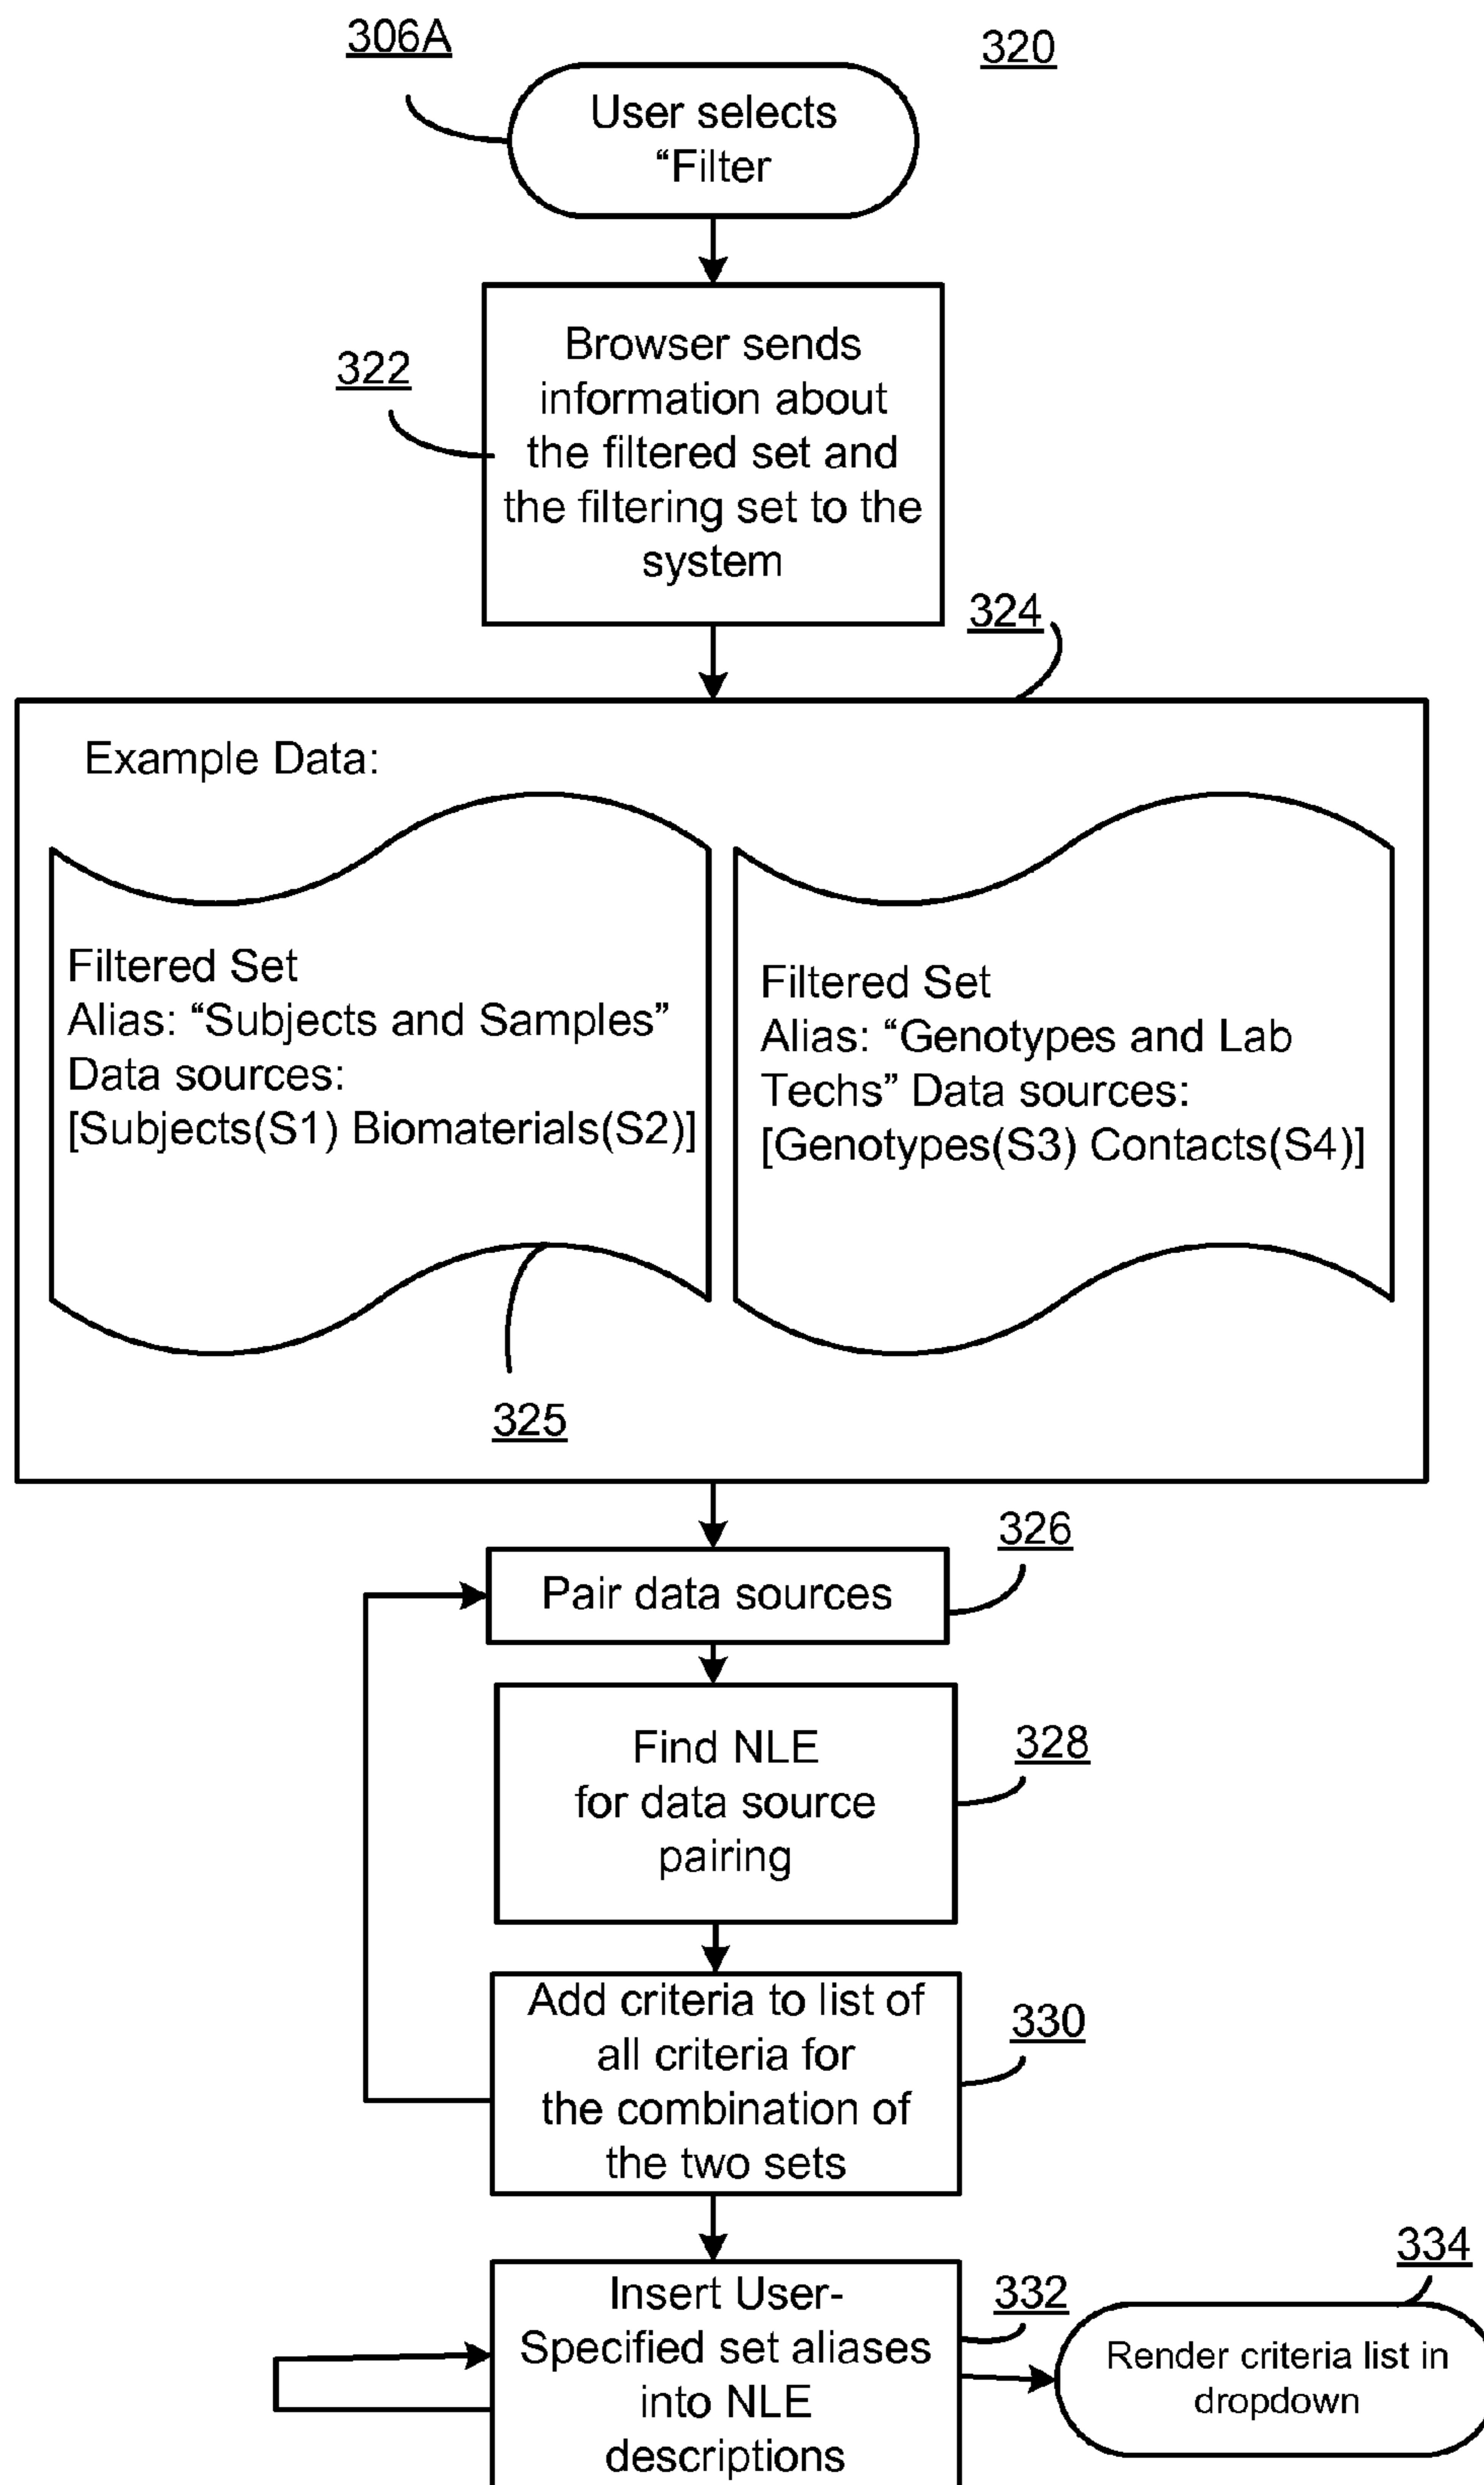 306A
320
User selects
“Filter
322
Browser sends
information about
the filtered set and
the filtering set to the
system
324
Example Data:
Filtered Set
Alias: “Subjects and Samples”
Data sources:
[Subjects(S1) Biomaterials(S2)]
Filtered Set
Alias: “Genotypes and Lab
Techs” Data sources:
[Genotypes(S3) Contacts(S4)]
325
326
Pair data sources
Find NLE
for data source
pairing
328
Add criteria to list of
all criteria for
the combination of
the two sets
330
Insert User-
Specified set aliases
into NLE
descriptions
332
334
Render criteria list in
dropdown